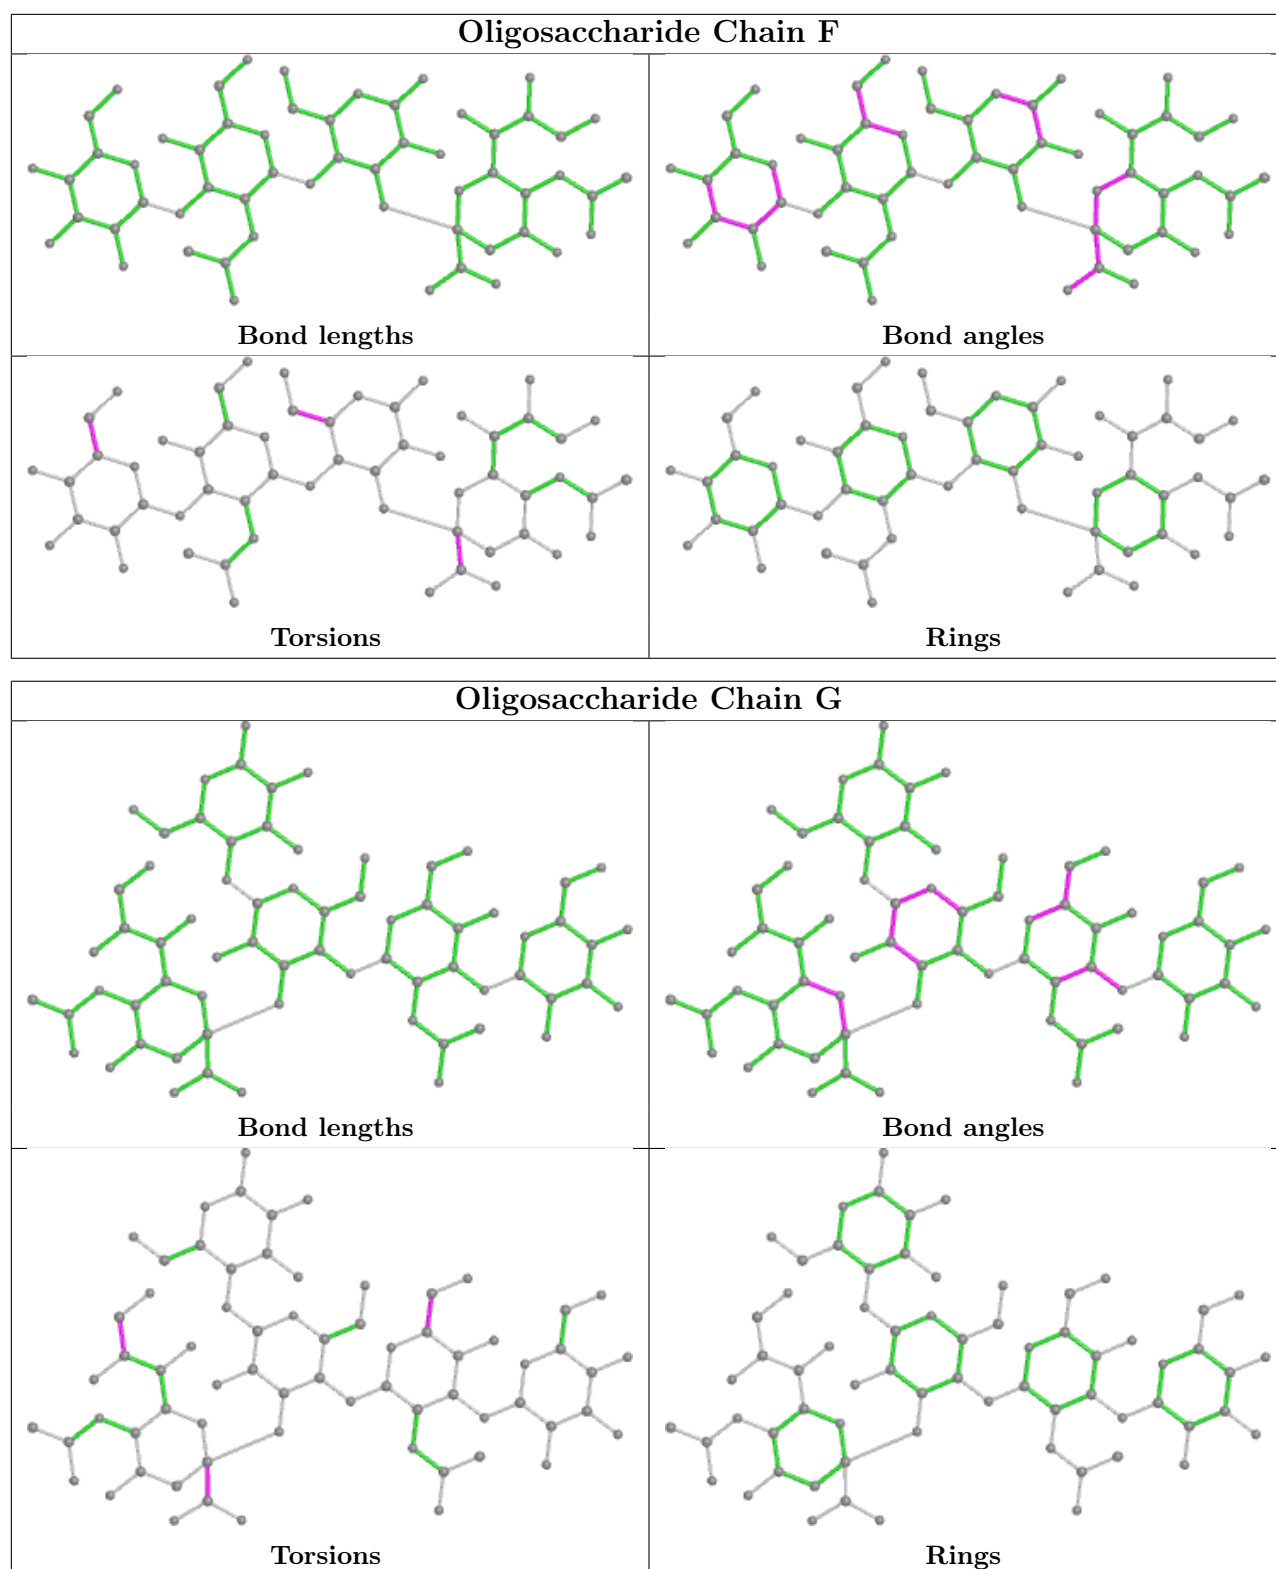 Oligosaccharide Chain F
Bond lengths
Bond angles
Torsions
Rings
Oligosaccharide Chain G
Bond lengths
Bond angles
Torsions
Rings